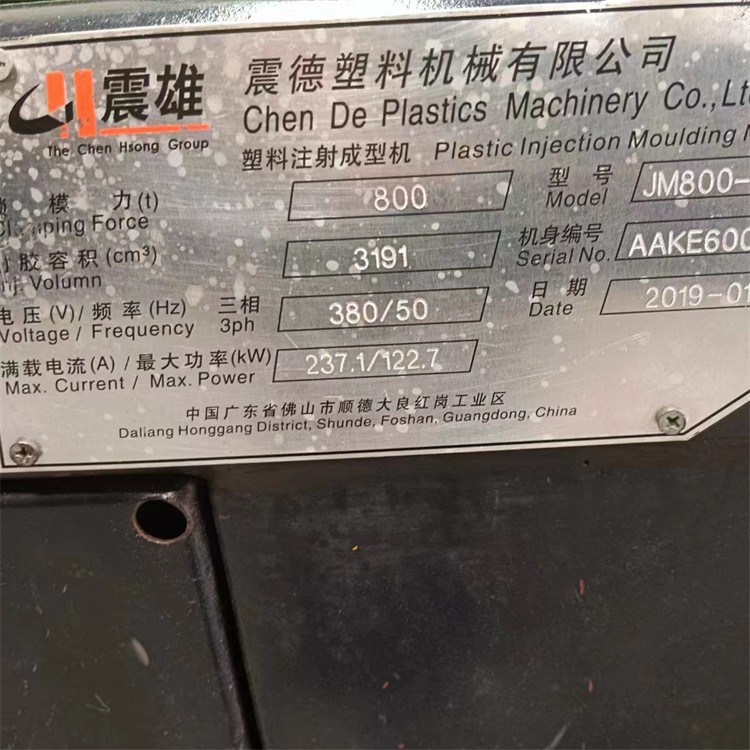 震雄
The Chen Hsong Group
震德塑料机械有限公司
Chen De Plastics Machinery Co.,Lt
塑料注射成型机 Plastic Injection Moulding
模 力(t) 800
Force
型 号 JM800-
Model
胶容积(cm³) 3191
Volumn
机身编号 AAKE600
Serial No.
电压(V)/频率(Hz) 三相 380/50
Voltage / Frequency 3ph
日 期 2019-01
Date
满载电流(A)/最大功率(kW) 237.1/122.7
Max. Current / Max. Power
中国广东省佛山市顺德大良红岗工业区
Daliang Honggang District, Shunde, Foshan, Guangdong, China